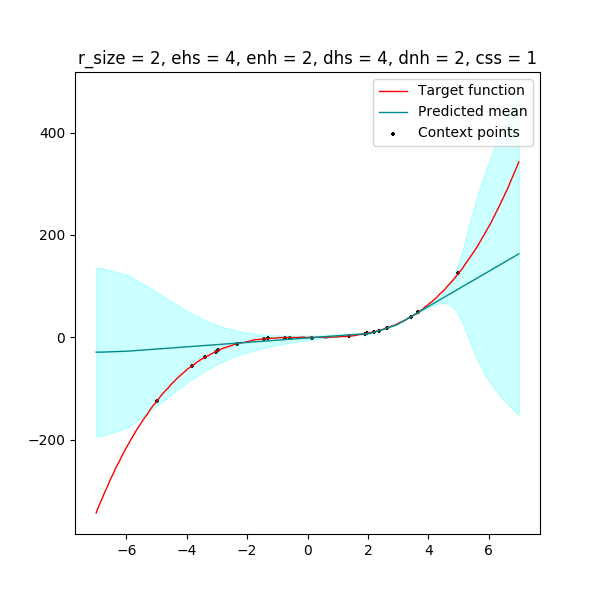 r_size = 2, ehs = 4, enh = 2, dhs = 4, dnh = 2, css = 1
Target function
Predicted mean
Context points
400
200
0
−200
−6
−4
−2
0
2
4
6